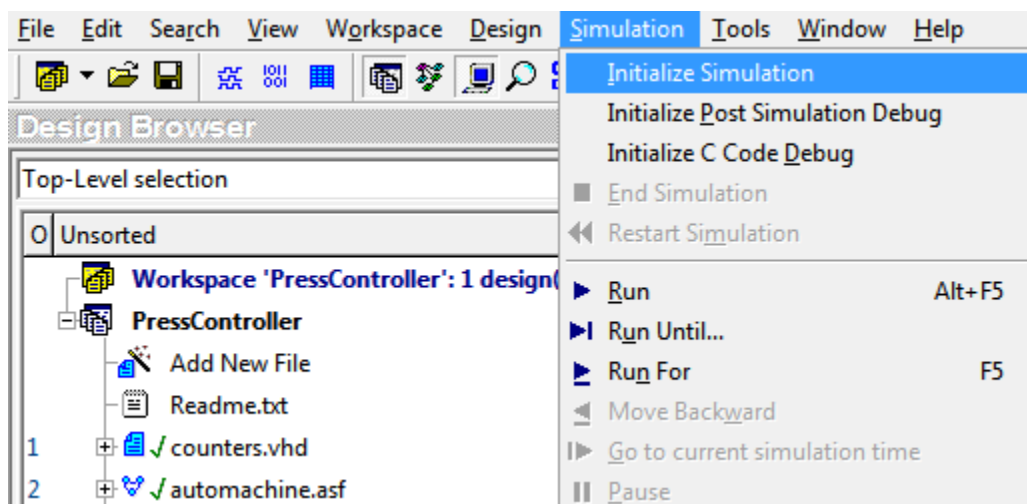 File Edit Search View Workspace Design Simulation Tools Window Help
Initialize Simulation
Initialize Post Simulation Debug
Initialize C Code Debug
End Simulation
Restart Simulation
Run Alt+F5
Run Until...
Run For F5
Move Backward
Go to current simulation time
Pause
Design Browser
Top-Level selection
O Unsorted
Workspace 'PressController': 1 design(
PressController
Add New File
Readme.txt
1 counters.vhd
2 automachine.asf